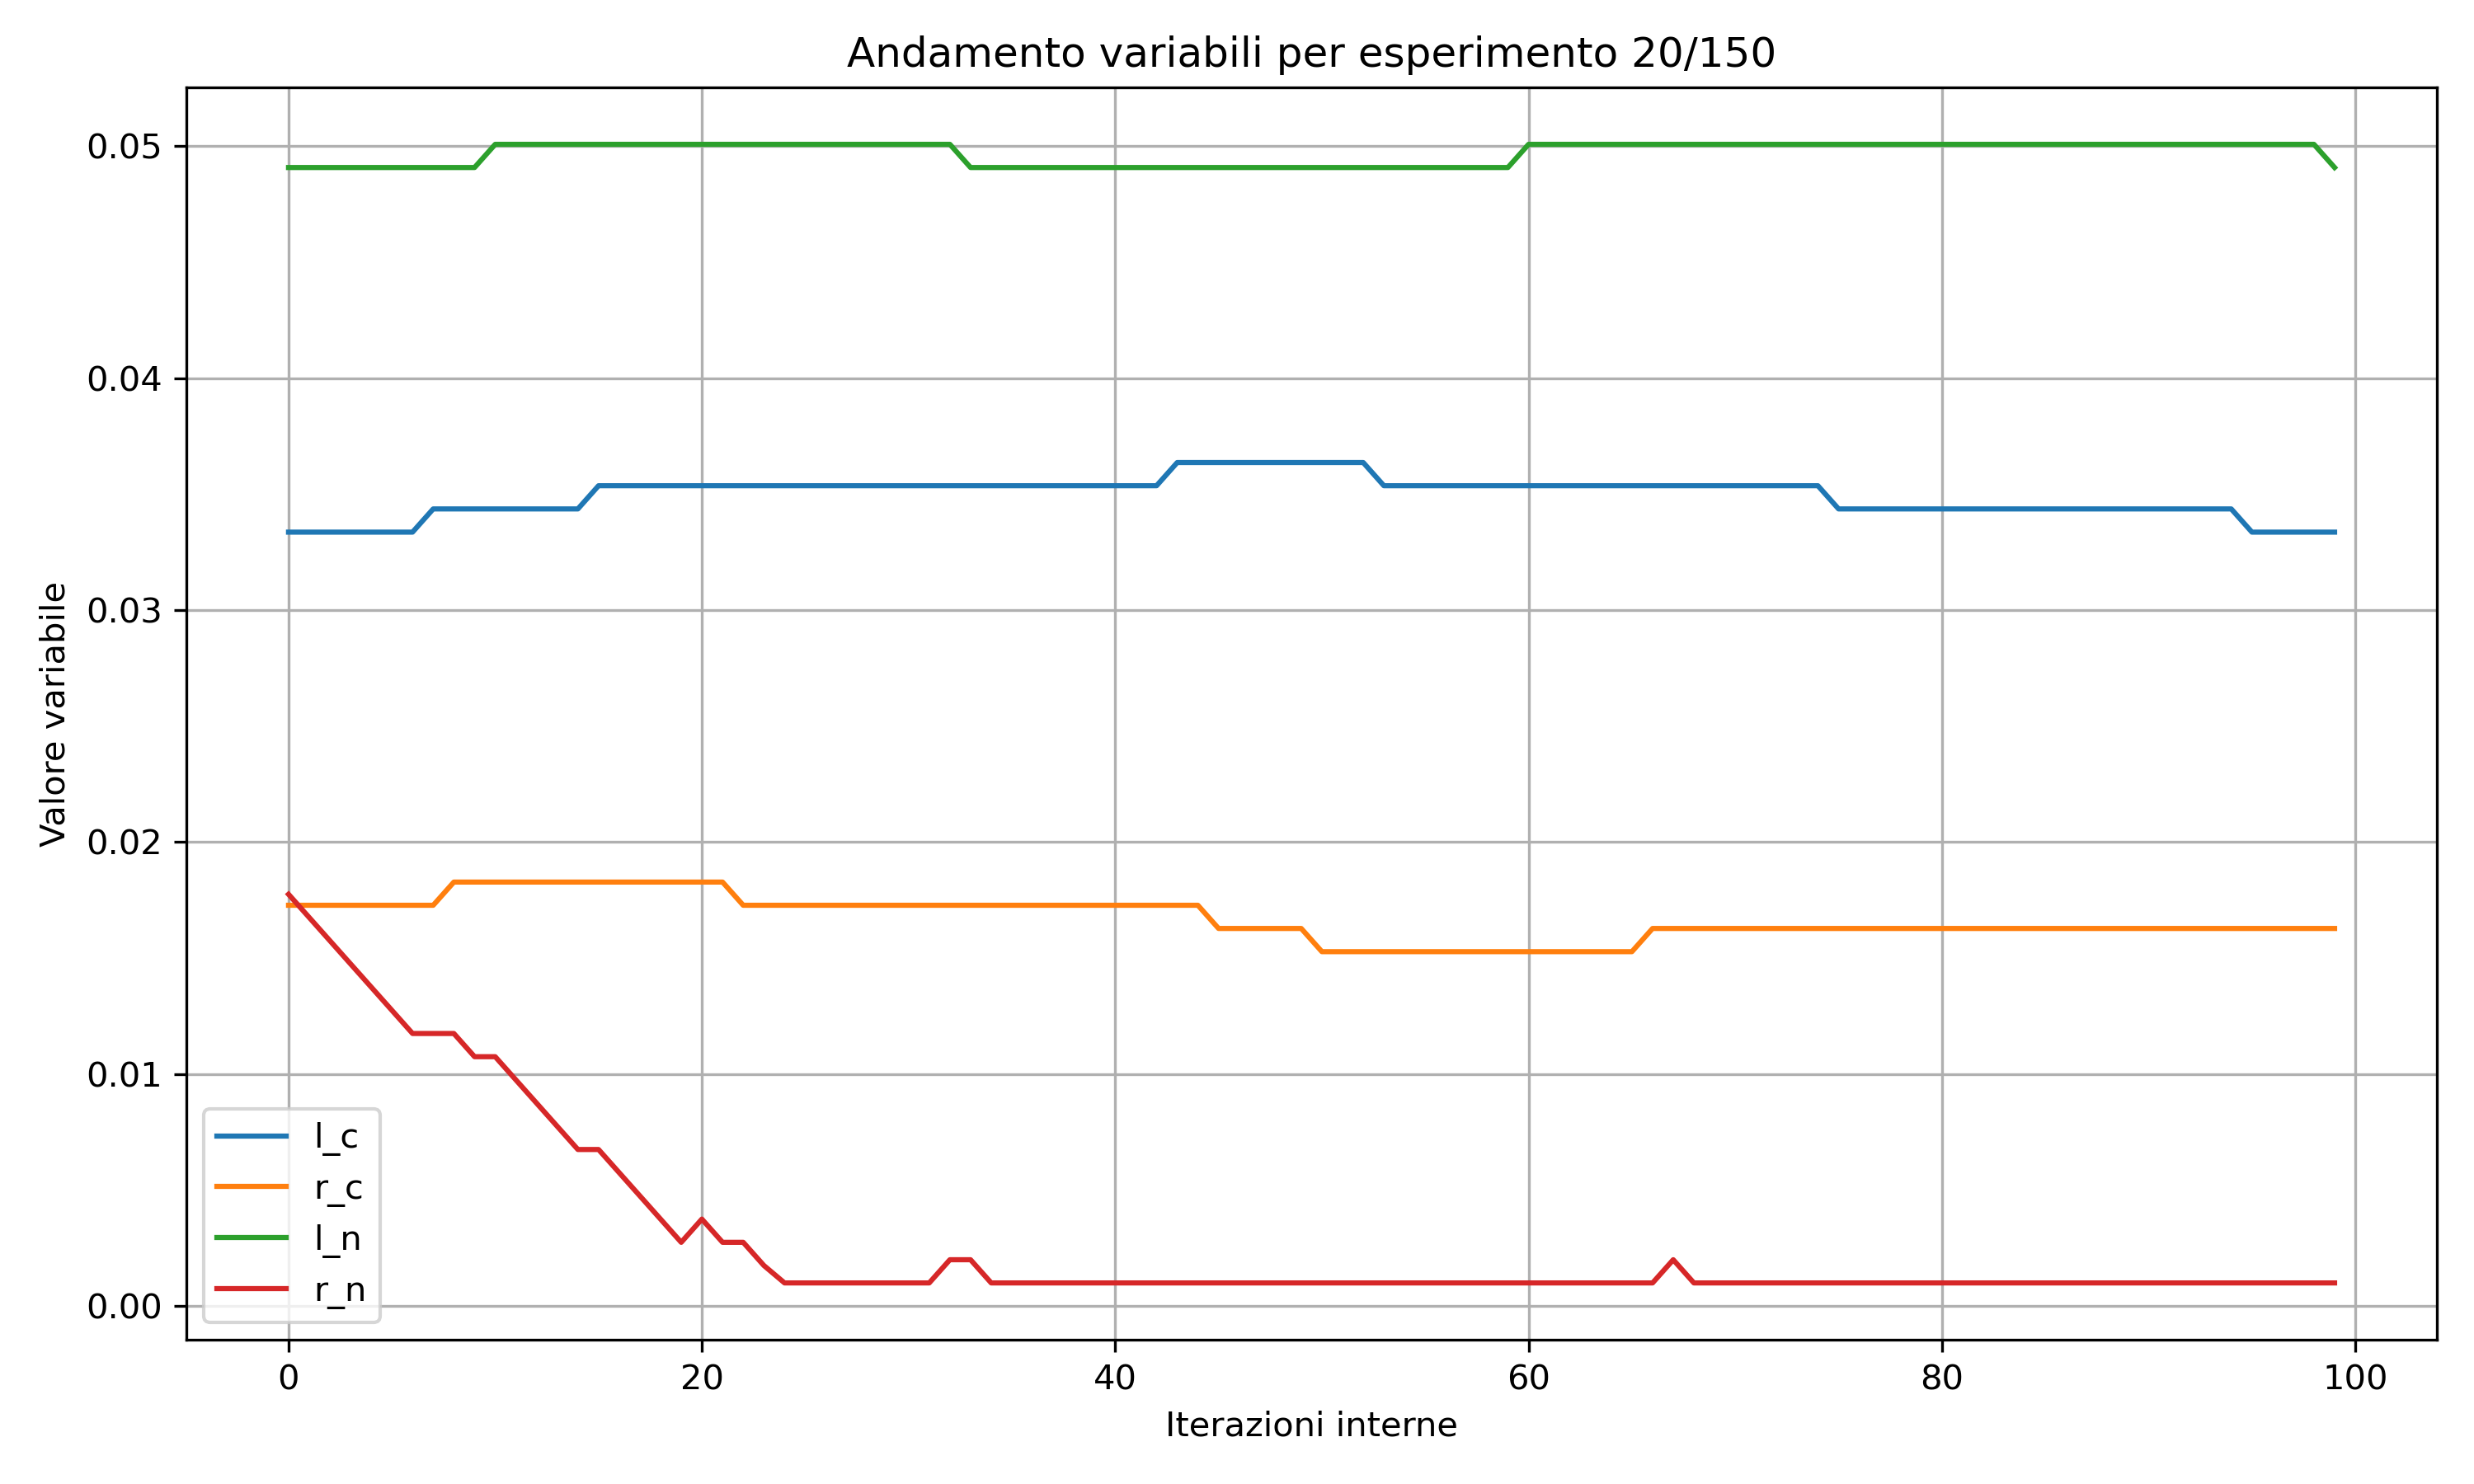 Andamento variabili per esperimento 20/150
Valore variabile
0.05
0.04
0.03
0.02
0.01
0.00
l_c
r_c
l_n
r_n
0 20 40 60 80 100
Iterazioni interne